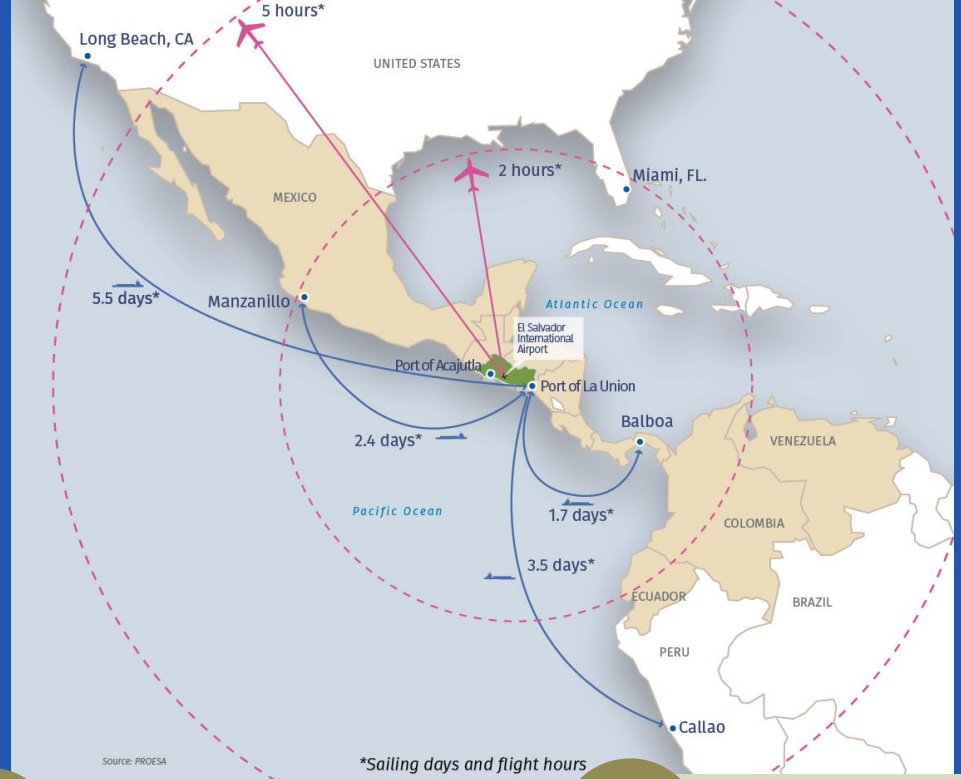 5 hours*
Long Beach, CA
UNITED STATES
2 hours*
Miami, FL.
MEXICO
5.5 days*
Manzanillo
Atlantic Ocean
El Salvador
International
Airport
Port of Acajutla
Port of La Union
Balboa
2.4 days*
VENEZUELA
Pacific Ocean
1.7 days*
COLOMBIA
3.5 days*
ECUADOR
BRAZIL
PERU
Callao
Source: PROESA
*Sailing days and flight hours